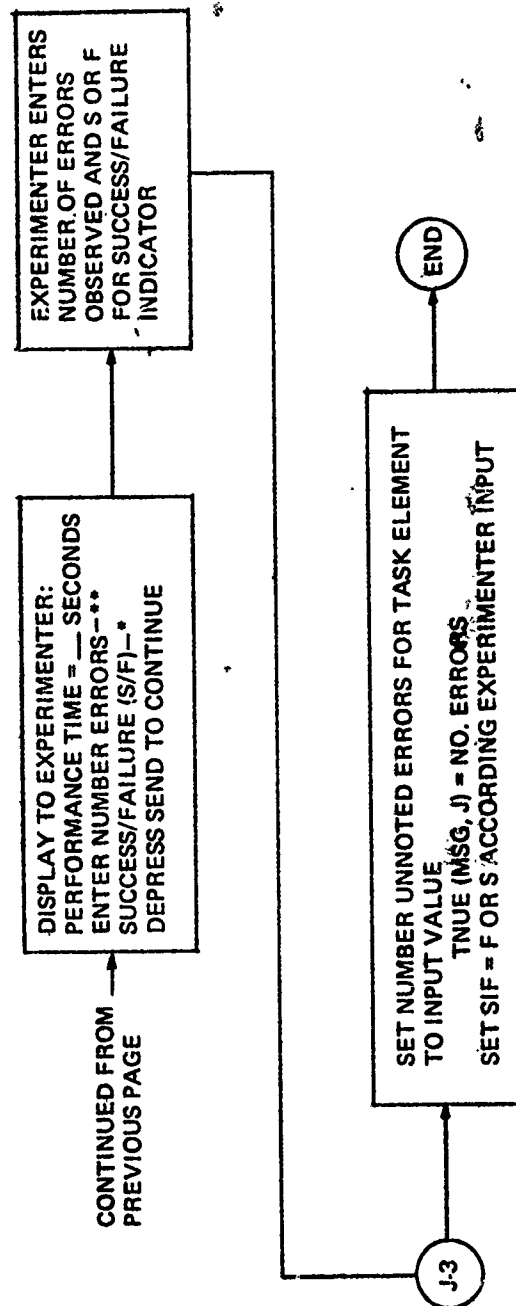 CONTINUED FROM
PREVIOUS PAGE
DISPLAY TO EXPERIMENTER:
PERFORMANCE TIME = __ SECONDS
ENTER NUMBER ERRORS—**
SUCCESS/FAILURE (S/F)—*
DEPRESS SEND TO CONTINUE
EXPERIMENTER ENTERS
NUMBER OF ERRORS
OBSERVED AND S OR F
FOR SUCCESS/FAILURE
INDICATOR
J-3
SET NUMBER UNNOTED ERRORS FOR TASK ELEMENT
TO INPUT VALUE
TNUE (MSG, J) = NO. ERRORS
SET SIF = F OR S ACCORDING EXPERIMENTER INPUT
END